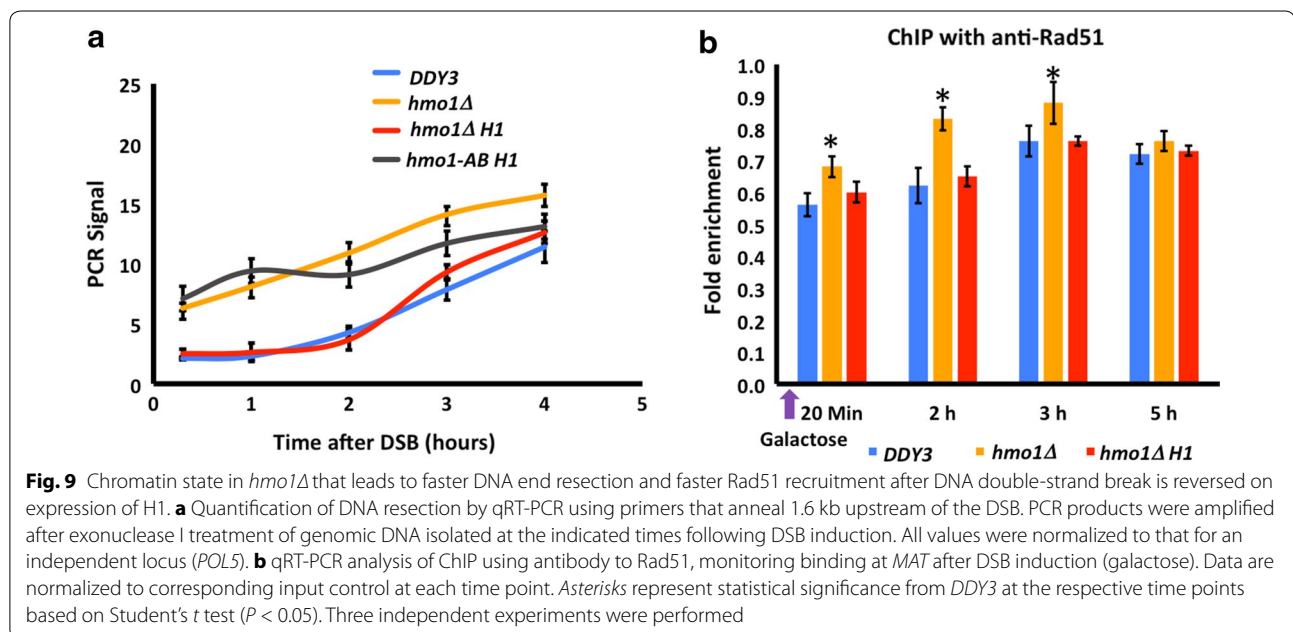 a
DDY3
hmo1Δ
hmo1Δ H1
hmo1-AB H1
25
20
15
10
5
0
PCR Signal
0 1 2 3 4 5
Time after DSB (hours)
b
ChIP with anti-Rad51
1.0
0.9
0.8
0.7
0.6
0.5
0.4
0.3
0.2
0.1
0.0
Fold enrichment
* * *
20 Min 2 h 3 h 5 h
Galactose
DDY3 hmo1Δ hmo1Δ H1
Fig. 9 Chromatin state in hmo1Δ that leads to faster DNA end resection and faster Rad51 recruitment after DNA double-strand break is reversed on
expression of H1. a Quantification of DNA resection by qRT-PCR using primers that anneal 1.6 kb upstream of the DSB. PCR products were amplified
after exonuclease I treatment of genomic DNA isolated at the indicated times following DSB induction. All values were normalized to that for an
independent locus (POL5). b qRT-PCR analysis of ChIP using antibody to Rad51, monitoring binding at MAT after DSB induction (galactose). Data are
normalized to corresponding input control at each time point. Asterisks represent statistical significance from DDY3 at the respective time points
based on Student's t test (P < 0.05). Three independent experiments were performed